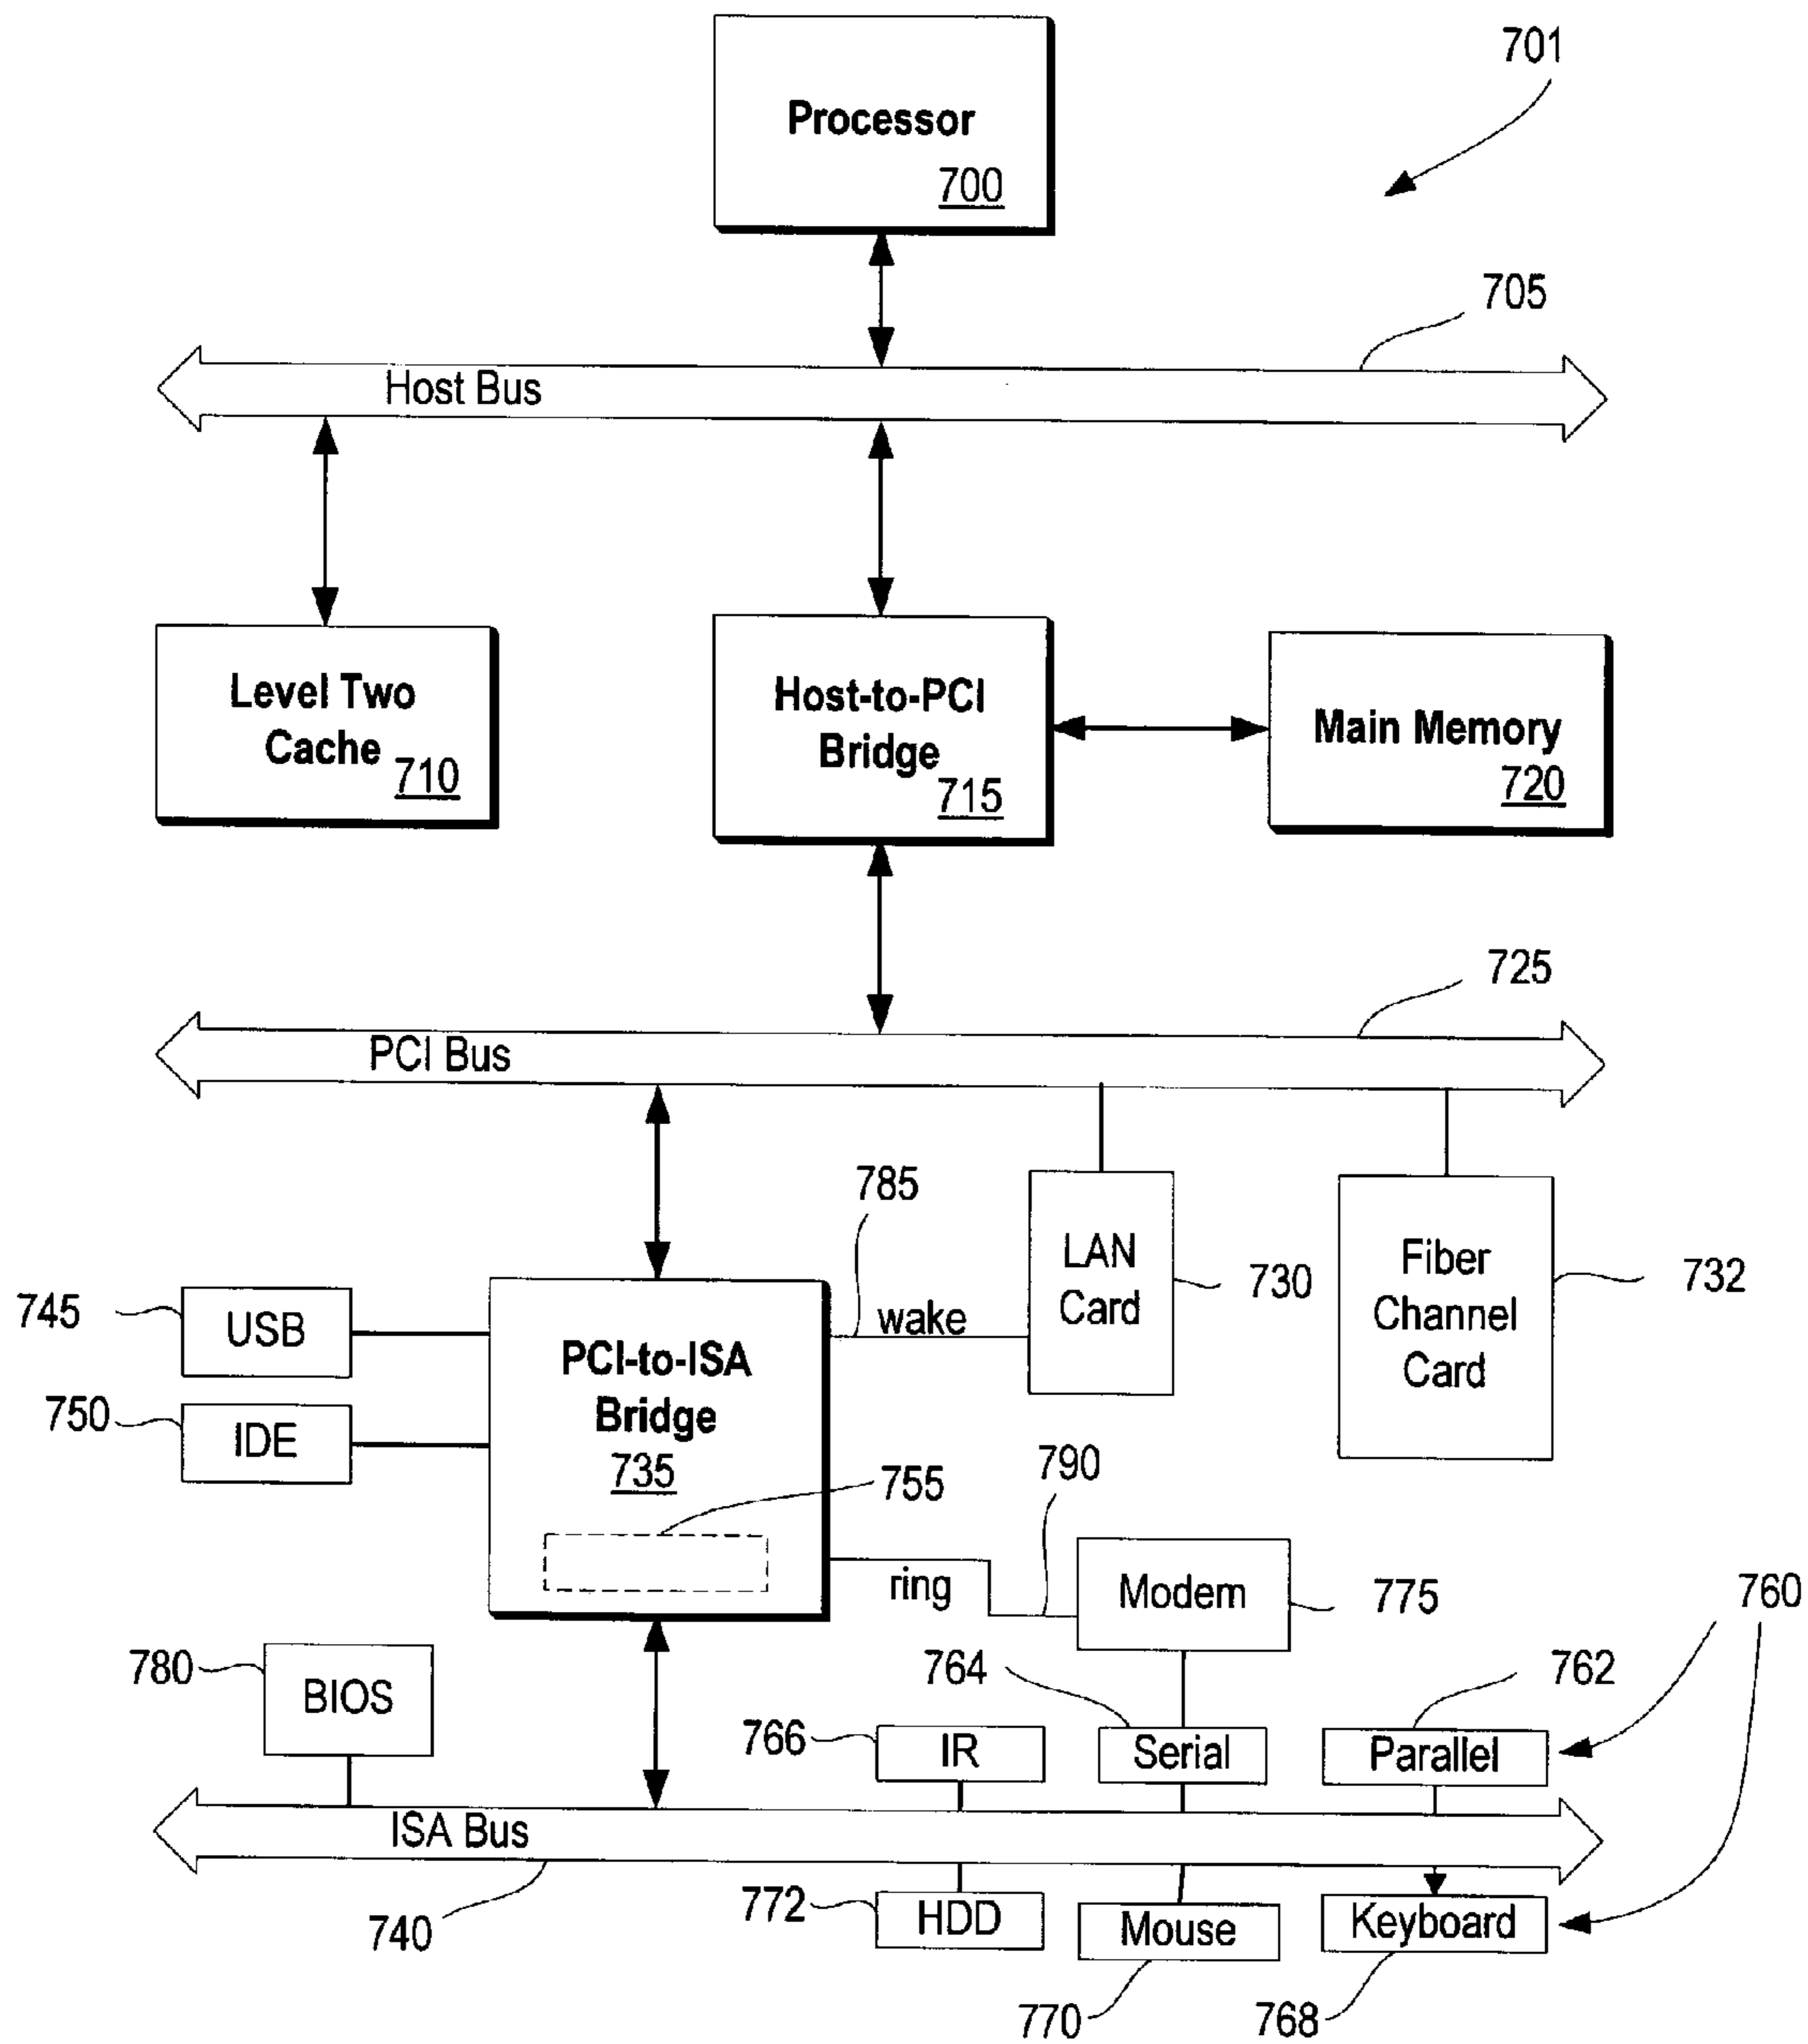 701
Processor
700
705
Host Bus
Level Two
Cache
710
Host-to-PCI
Bridge
715
Main Memory
720
725
PCI Bus
785
LAN
Card
730
Fiber
Channel
Card
732
745
USB
wake
PCI-to-ISA
Bridge
735
750
IDE
755
790
ring
Modem
775
760
780
BIOS
764
762
766
IR
Serial
Parallel
ISA Bus
740
772
HDD
Mouse
Keyboard
770
768